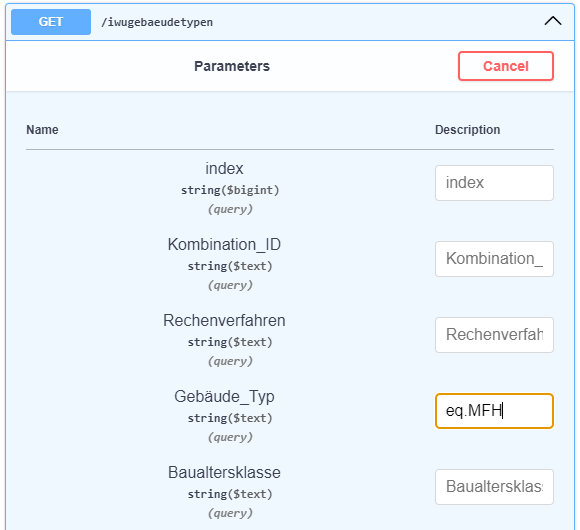 GET /iwugebaeudetypen
Parameters Cancel
Name Description
index
string($bigint)
(query)
index
Kombination_ID
string($text)
(query)
Kombination_
Rechenverfahren
string($text)
(query)
Rechenverfah
Gebäude_Typ
string($text)
(query)
eq.MFH
Baualtersklasse
string($text)
(query)
Baualtersklas